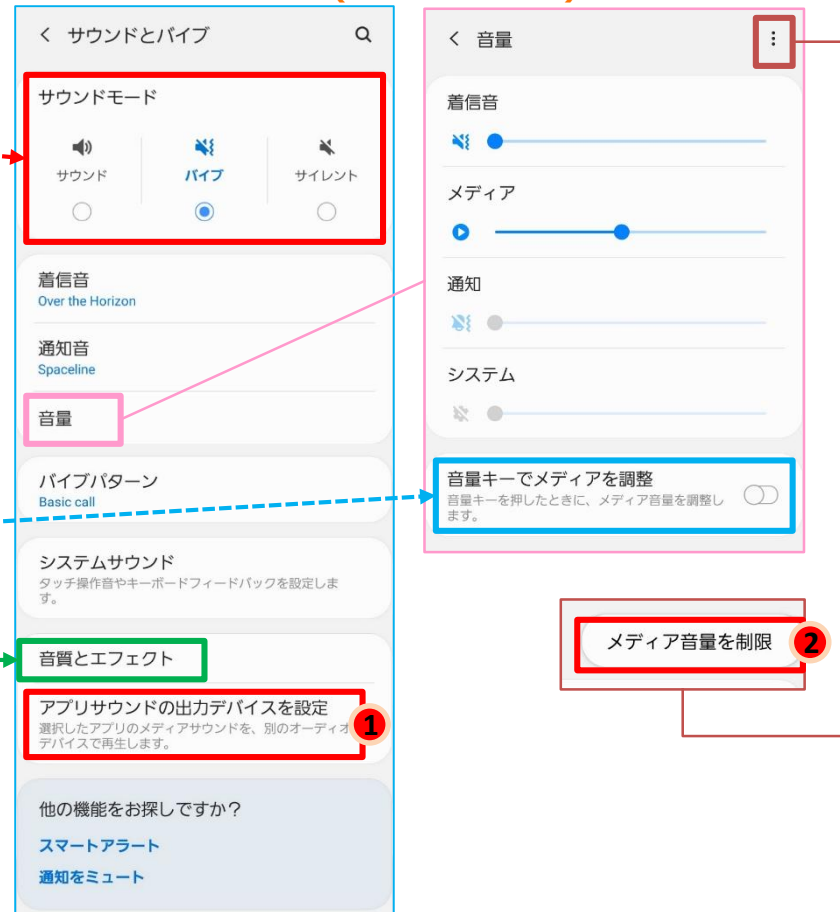 サウンドとバイブ
サウンドモード
サウンド
バイブ
サイレント
着信音
Over the Horizon
通知音
Spaceline
音量
バイブパターン
Basic call
システムサウンド
タッチ操作音やキーボードフィードバックを設定しま
す。
音質とエフェクト
アプリサウンドの出力デバイスを設定
選択したアプリのメディアサウンドを、別のオーディオ
デバイスで再生します。
1
他の機能をお探しですか？
スマートアラート
通知をミュート
音量
着信音
メディア
通知
システム
音量キーでメディアを調整
音量キーを押したときに、メディア音量を調整し
ます。
メディア音量を制限
2